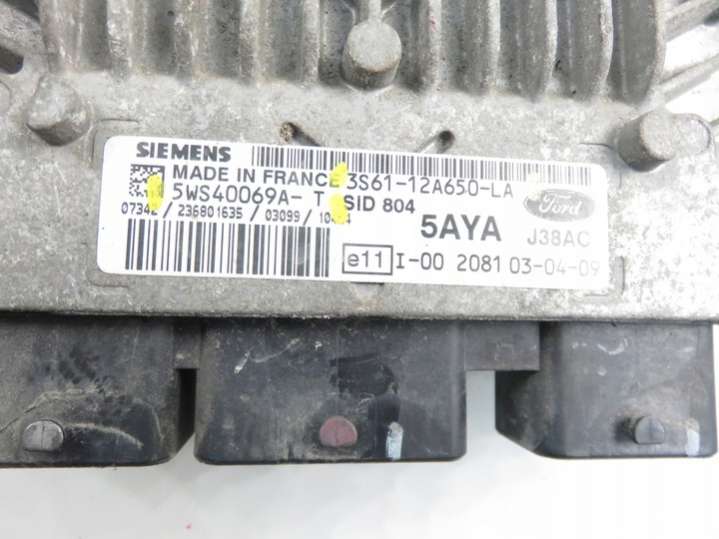 SIEMENS
MADE IN FRANCE 3S61-12A650-LA
5WS40069A- T SID 804
Ford
/236801635/03099/
5AYA J38AC
e11 I-00 2081 03-04-09